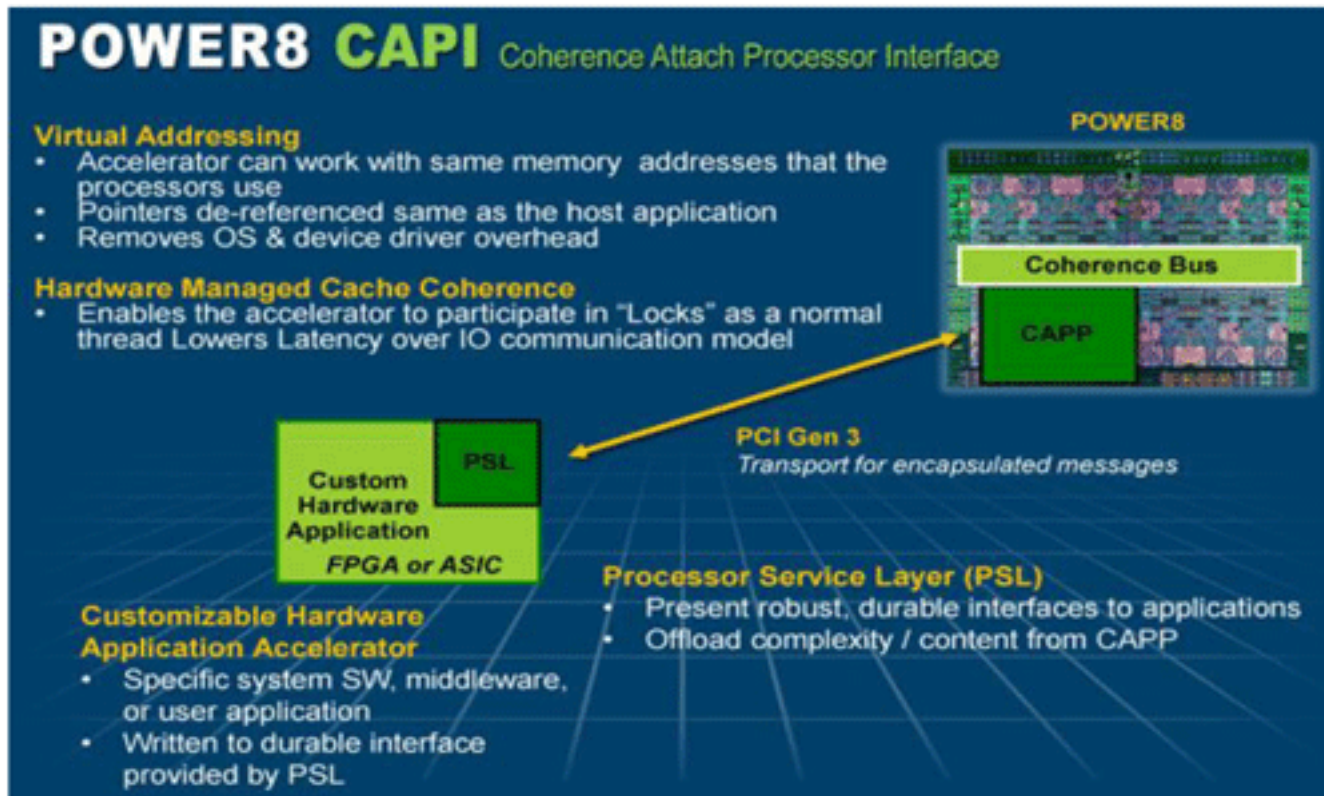 POWER8 CAPI Coherence Attach Processor Interface
Virtual Addressing
• Accelerator can work with same memory addresses that the
processors use
• Pointers de-referenced same as the host application
• Removes OS & device driver overhead
Hardware Managed Cache Coherence
• Enables the accelerator to participate in “Locks” as a normal
thread Lowers Latency over IO communication model
POWER8
Coherence Bus
CAPP
PCI Gen 3
Transport for encapsulated messages
PSL
Custom
Hardware
Application
FPGA or ASIC
Customizable Hardware
Application Accelerator
• Specific system SW, middleware,
or user application
• Written to durable interface
provided by PSL
Processor Service Layer (PSL)
• Present robust, durable interfaces to applications
• Offload complexity / content from CAPP